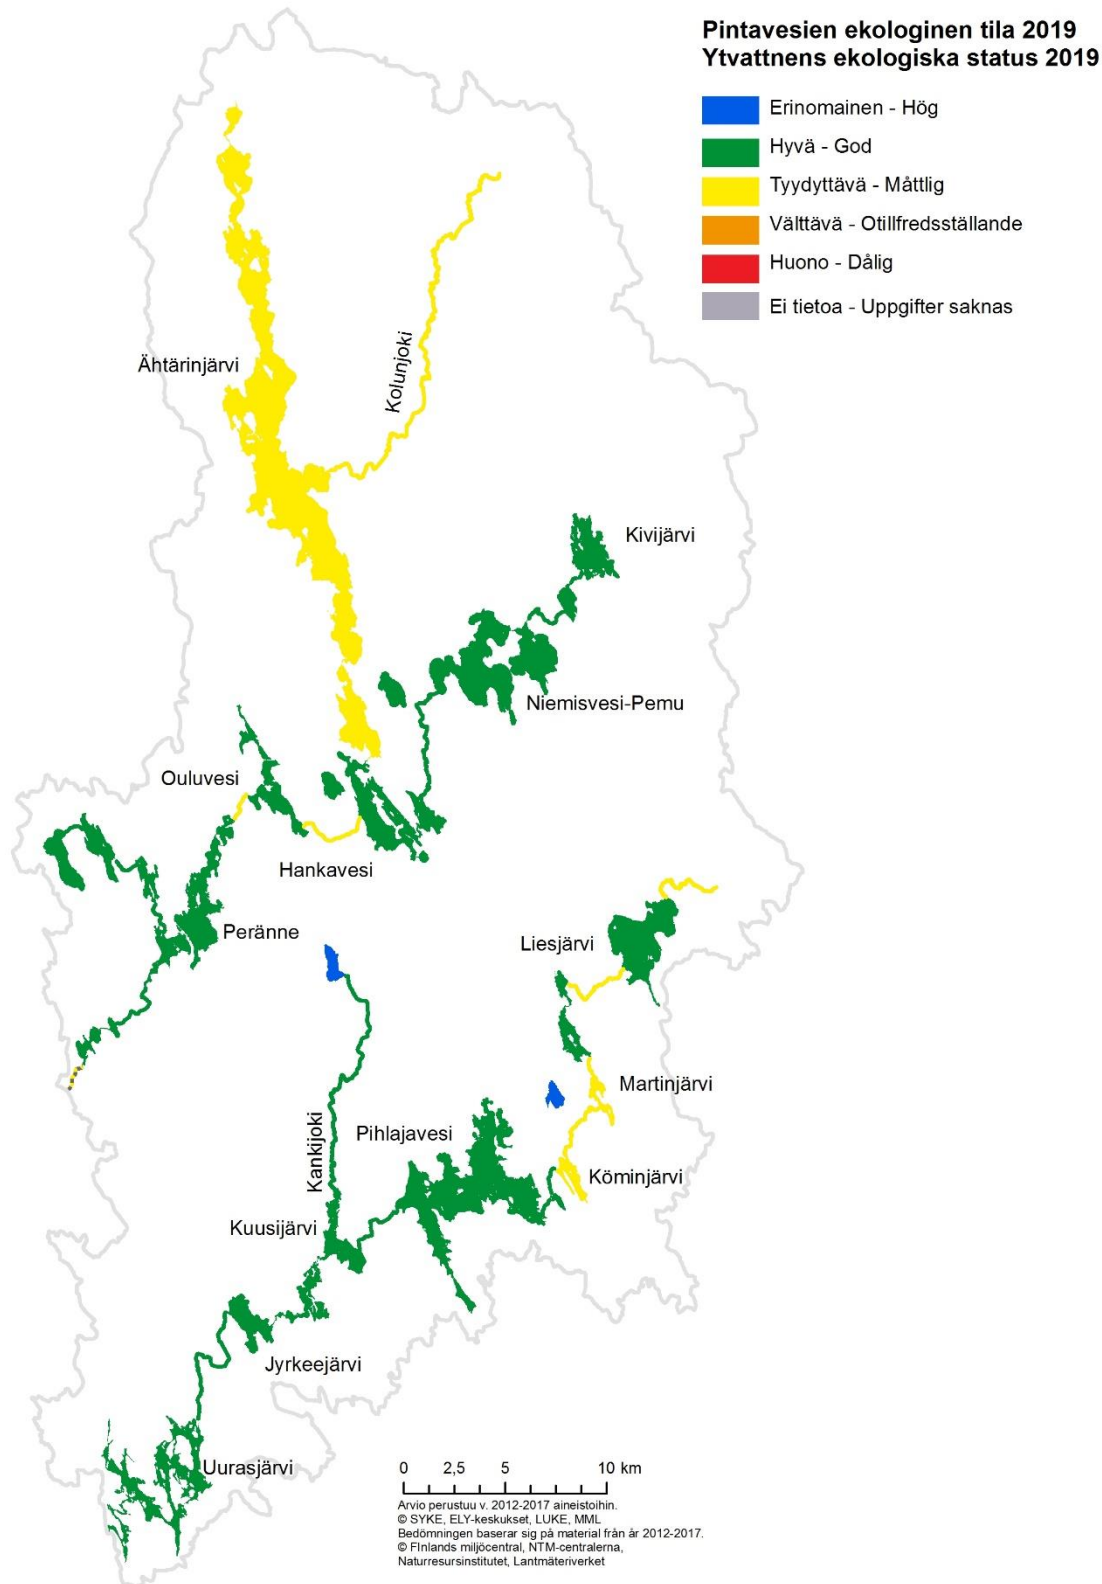 Pintavesien ekologinen tila 2019
Ytvattnens ekologiska status 2019
Erinomainen - Hög
Hyvä - God
Tyydyttävä - Måttlig
Välttävä - Otillfredsställande
Huono - Dålig
Ei tietoa - Uppgifter saknas
Ähtärinjärvi
Kolunjoki
Kivijärvi
Niemisvesi-Pemu
Ouluvesi
Hankavesi
Peränne
Liesjärvi
Martinjärvi
Pihlajavesi
Kankijoki
Köminjärvi
Kuusijärvi
Jyrkeejärvi
Uurasjärvi
0 2,5 5 10 km
Arvio perustuu v. 2012-2017 aineistoihin.
© SYKE, ELY-keskukset, LUKE, MML
Bedömningen baserar sig på material från år 2012-2017.
© FInlands miljöcentral, NTM-centralerna,
Naturresursinstitutet, Lantmäteriverket